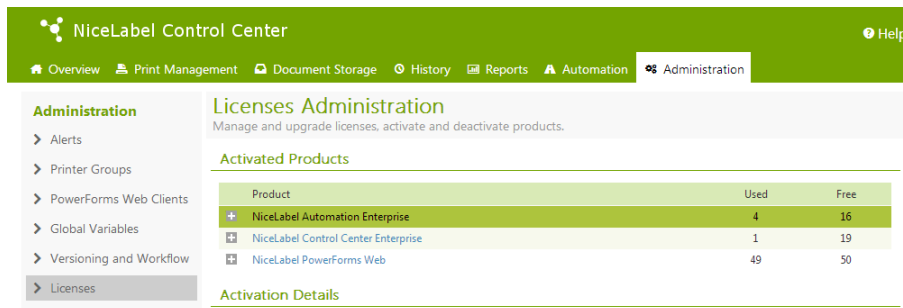 NiceLabel Control Center
Help
Overview Print Management Document Storage History Reports Automation Administration
Administration
Alerts
Printer Groups
PowerForms Web Clients
Global Variables
Versioning and Workflow
Licenses
Licenses Administration
Manage and upgrade licenses, activate and deactivate products.
Activated Products
Product Used Free
NiceLabel Automation Enterprise 4 16
NiceLabel Control Center Enterprise 1 19
NiceLabel PowerForms Web 49 50
Activation Details